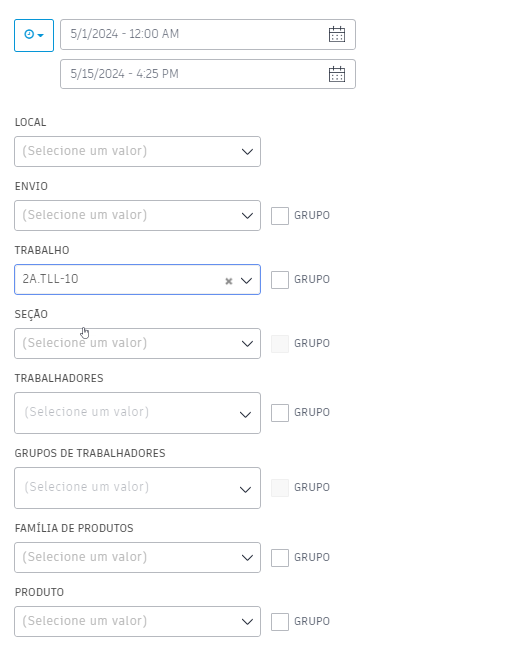 5/1/2024 - 12:00 AM
5/15/2024 - 4:25 PM
LOCAL
(Selecione um valor)
ENVIO
(Selecione um valor) GRUPO
TRABALHO
2A.TLL-10 GRUPO
SEÇÃO
(Selecione um valor) GRUPO
TRABALHADORES
(Selecione um valor) GRUPO
GRUPOS DE TRABALHADORES
(Selecione um valor) GRUPO
FAMÍLIA DE PRODUTOS
(Selecione um valor) GRUPO
PRODUTO
(Selecione um valor) GRUPO